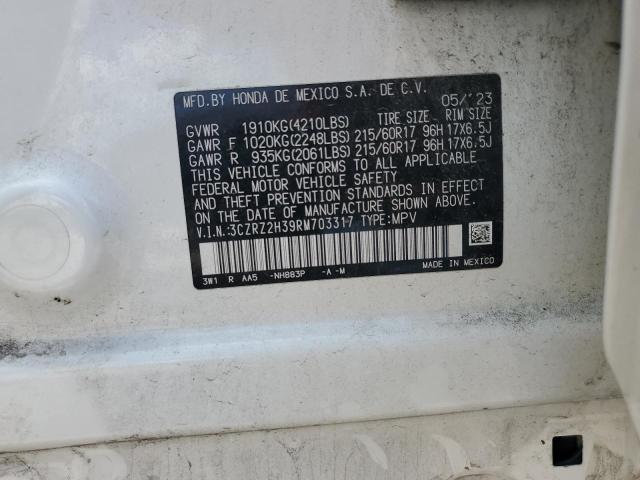 MFD.BY HONDA DE MEXICO S.A. DE C.V. 05/'23
GVWR 1910KG(4210LBS) TIRE SIZE RIM SIZE
GAWR F 1020KG(2248LBS) 215/60R17 96H 17X6.5J
GAWR R 935KG(2061LBS) 215/60R17 96H 17X6.5J
THIS VEHICLE CONFORMS TO ALL APPLICABLE
FEDERAL MOTOR VEHICLE SAFETY
AND THEFT PREVENTION STANDARDS IN EFFECT
ON THE DATE OF MANUFACTURE SHOWN ABOVE.
V.I.N.:3CZRZ2H39RM703317 TYPE:MPV
3W1 R AA5 -NH883P -A -M MADE IN MEXICO